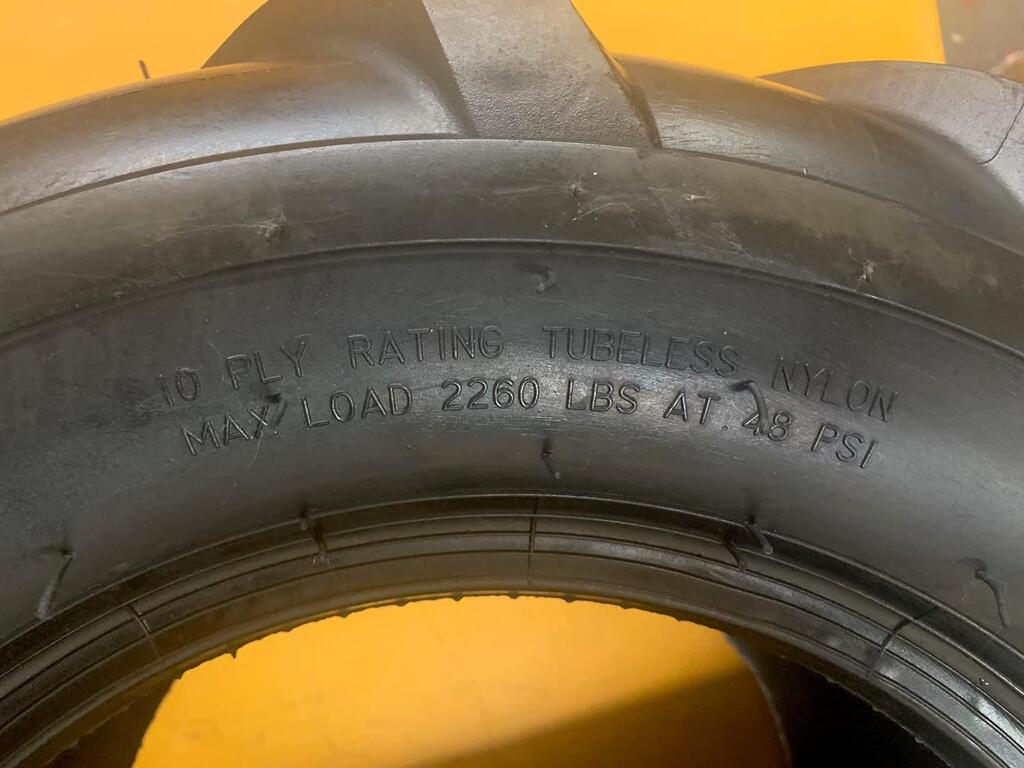 10 PLY RATING TUBELESS NYLON
MAX LOAD 2260 LBS AT 48 PSI